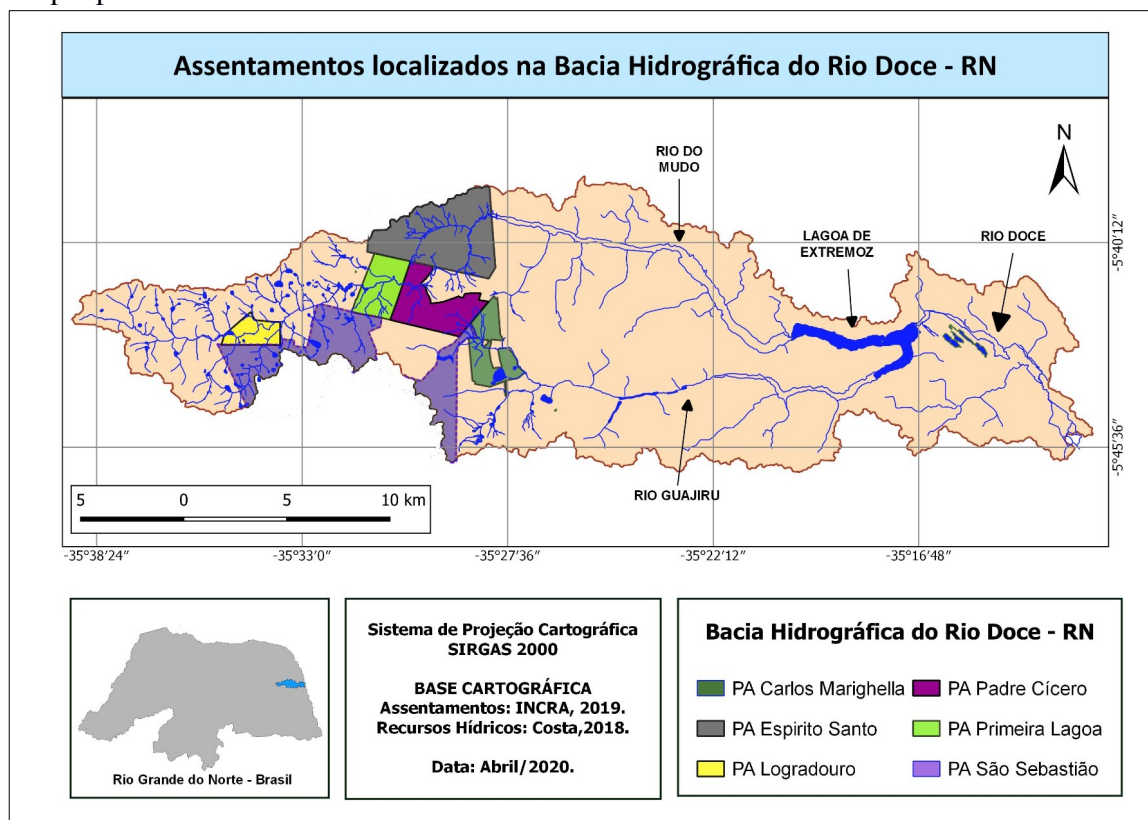 Assentamentos localizados na Bacia Hidrográfica do Rio Doce - RN
RIO DO
MUDO
LAGOA DE
EXTREMOZ
RIO DOCE
N
-5°40'12"
-5°45'36"
RIO GUAJIRU
5 0 5 10 km
-35°38'24" -35°33'0" -35°27'36" -35°22'12" -35°16'48"
Rio Grande do Norte - Brasil
Sistema de Projeção Cartográfica
SIRGAS 2000
BASE CARTOGRÁFICA
Assentamentos: INCRA, 2019.
Recursos Hídricos: Costa,2018.
Data: Abril/2020.
Bacia Hidrográfica do Rio Doce - RN
PA Carlos Marighella
PA Espirito Santo
PA Logradouro
PA Padre Cícero
PA Primeira Lagoa
PA São Sebastião